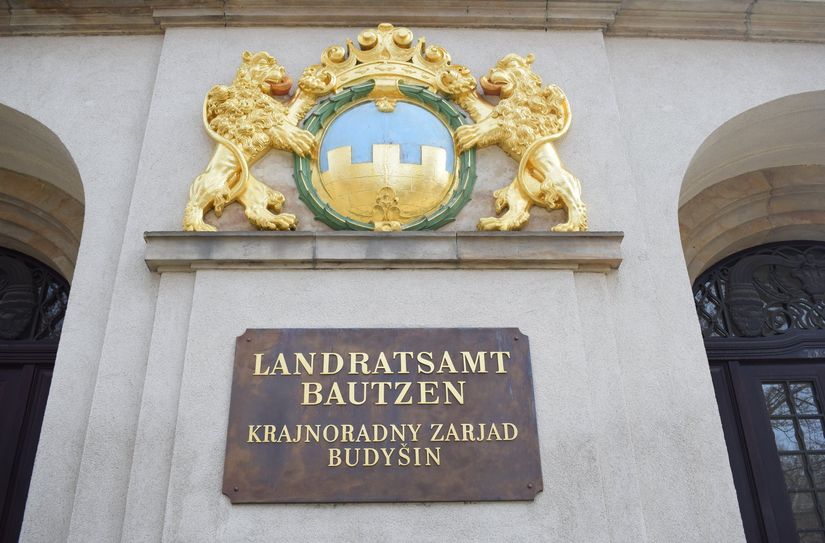 LANDRATSAMT
BAUTZEN
KRAJNORADNY ZARJAD
BUDYŠIN